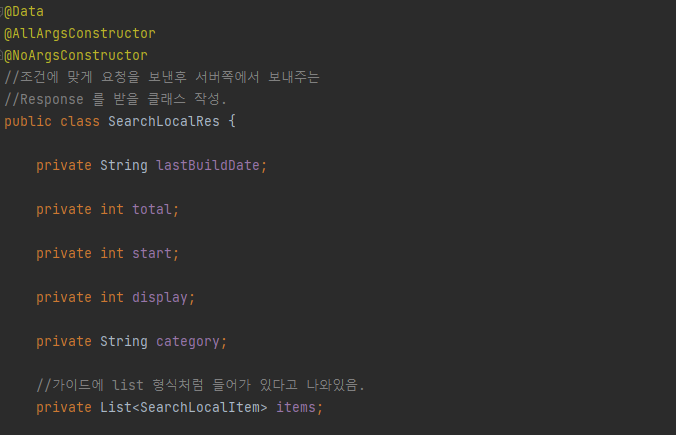 @Data
@AllArgsConstructor
@NoArgsConstructor
//조건에 맞게 요청을 보낸후 서버쪽에서 보내주는
//Response 를 받을 클래스 작성.
public class SearchLocalRes {
private String lastBuildDate;
private int total;
private int start;
private int display;
private String category;
//가이드에 list 형식처럼 들어가 있다고 나와있음.
private List<SearchLocalItem> items;